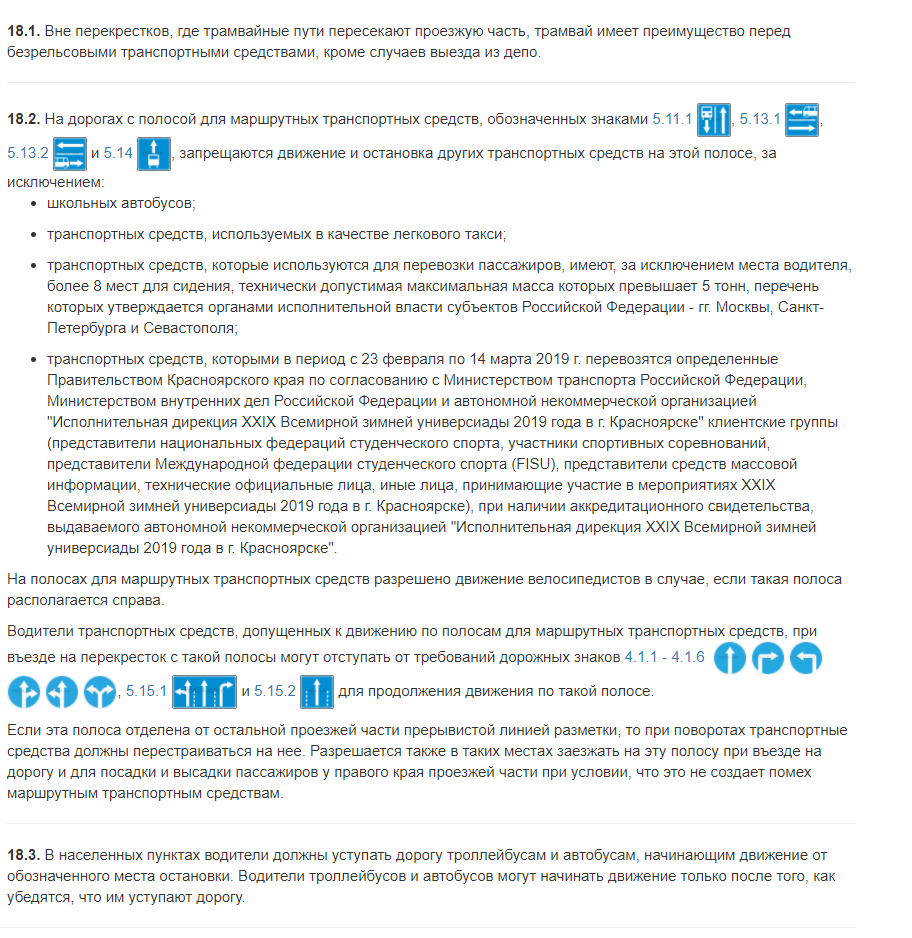 18.1. Вне перекрестков, где трамвайные пути пересекают проезжую часть, трамвай имеет преимущество перед
безрельсовыми транспортными средствами, кроме случаев выезда из депо.
18.2. На дорогах с полосой для маршрутных транспортных средств, обозначенных знаками 5.11.1 , 5.13.1 ,
5.13.2 и 5.14 , запрещаются движение и остановка других транспортных средств на этой полосе, за
исключением:
• школьных автобусов;
• транспортных средств, используемых в качестве легкового такси;
• транспортных средств, которые используются для перевозки пассажиров, имеют, за исключением места водителя,
более 8 мест для сидения, технически допустимая максимальная масса которых превышает 5 тонн, перечень
которых утверждается органами исполнительной власти субъектов Российской Федерации - гг. Москвы, Санкт-
Петербурга и Севастополя;
• транспортных средств, которыми в период с 23 февраля по 14 марта 2019 г. перевозятся определенные
Правительством Красноярского края по согласованию с Министерством транспорта Российской Федерации,
Министерством внутренних дел Российской Федерации и автономной некоммерческой организацией
"Исполнительная дирекция XXIX Всемирной зимней универсиады 2019 года в г. Красноярске" клиентские группы
(представители национальных федераций студенческого спорта, участники спортивных соревнований,
представители Международной федерации студенческого спорта (FISU), представители средств массовой
информации, технические официальные лица, иные лица, принимающие участие в мероприятиях XXIX
Всемирной зимней универсиады 2019 года в г. Красноярске), при наличии аккредитационного свидетельства,
выдаваемого автономной некоммерческой организацией "Исполнительная дирекция XXIX Всемирной зимней
универсиады 2019 года в г. Красноярске".
На полосах для маршрутных транспортных средств разрешено движение велосипедистов в случае, если такая полоса
располагается справа.
Водители транспортных средств, допущенных к движению по полосам для маршрутных транспортных средств, при
въезде на перекресток с такой полосы могут отступать от требований дорожных знаков 4.1.1 - 4.1.6
, 5.15.1 и 5.15.2 для продолжения движения по такой полосе.
Если эта полоса отделена от остальной проезжей части прерывистой линией разметки, то при поворотах транспортные
средства должны перестраиваться на нее. Разрешается также в таких местах заезжать на эту полосу при въезде на
дорогу и для посадки и высадки пассажиров у правого края проезжей части при условии, что это не создает помех
маршрутным транспортным средствам.
18.3. В населенных пунктах водители должны уступать дорогу троллейбусам и автобусам, начинающим движение от
обозначенного места остановки. Водители троллейбусов и автобусов могут начинать движение только после того, как
убедятся, что им уступают дорогу.